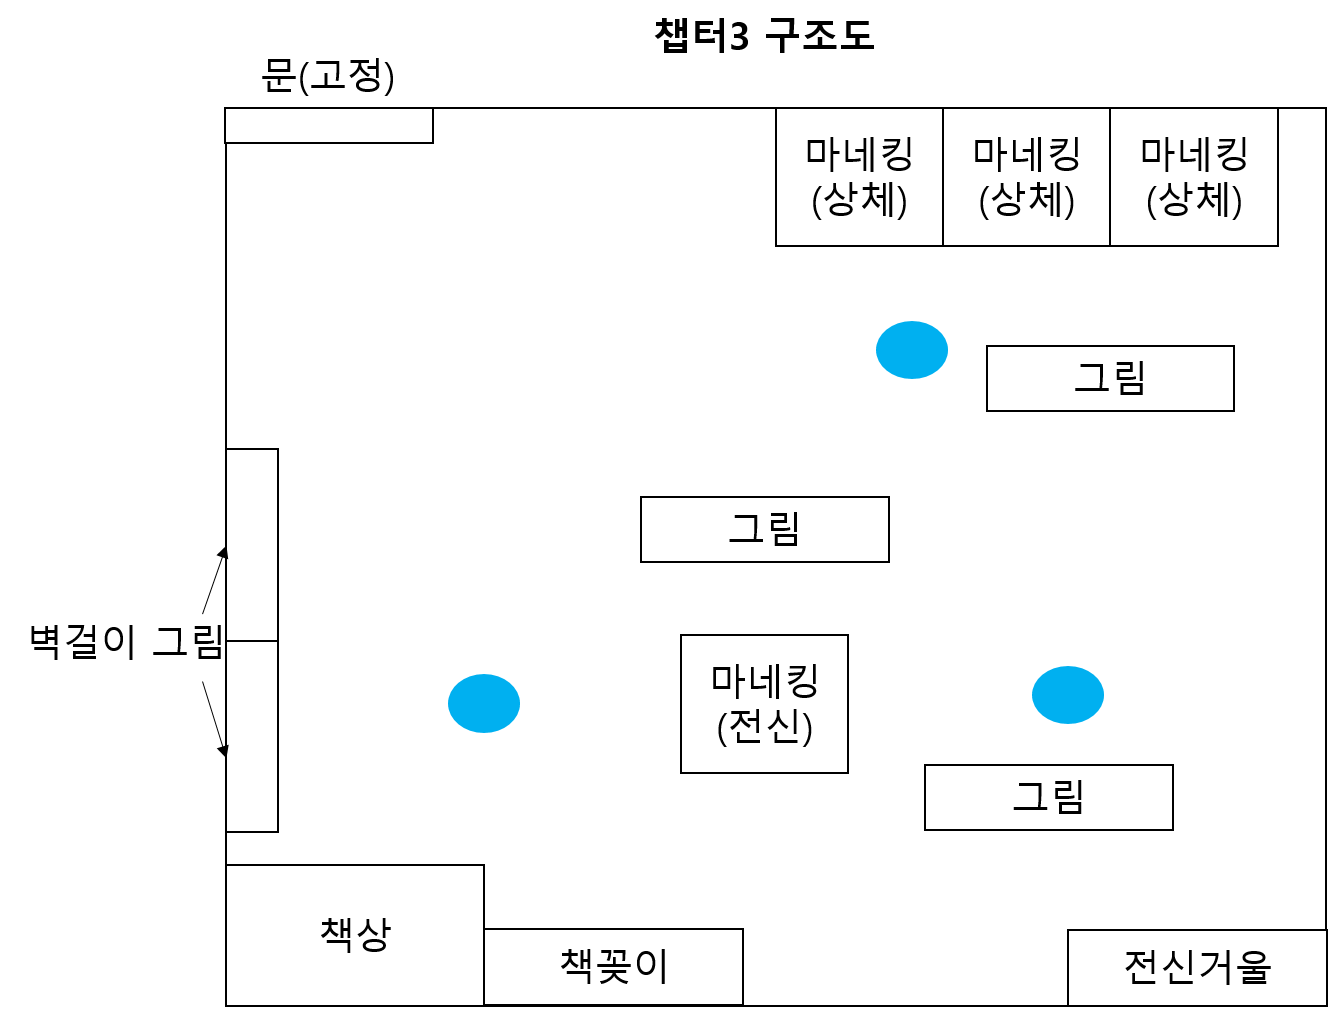 챕터3 구조도
문(고정)
마네킹
(상체)
마네킹
(상체)
마네킹
(상체)
그림
그림
벽걸이 그림
마네킹
(전신)
그림
책상
책꽂이
전신거울